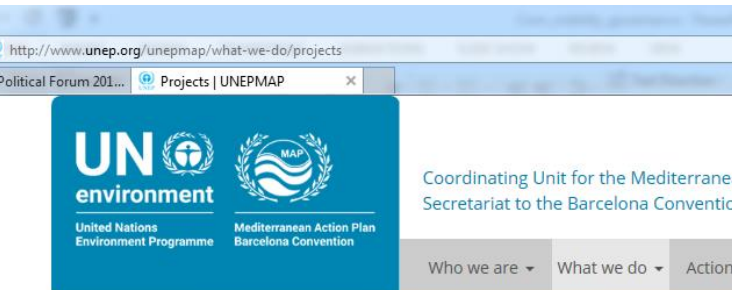 http://www.unep.org/unepmap/what-we-do/projects
Political Forum 201... Projects | UNEPMAP ×
UN
environment
United Nations
Environment Programme
MAP
Mediterranean Action Plan
Barcelona Convention
Coordinating Unit for the Mediterrane
Secretariat to the Barcelona Conventio
Who we are What we do Action